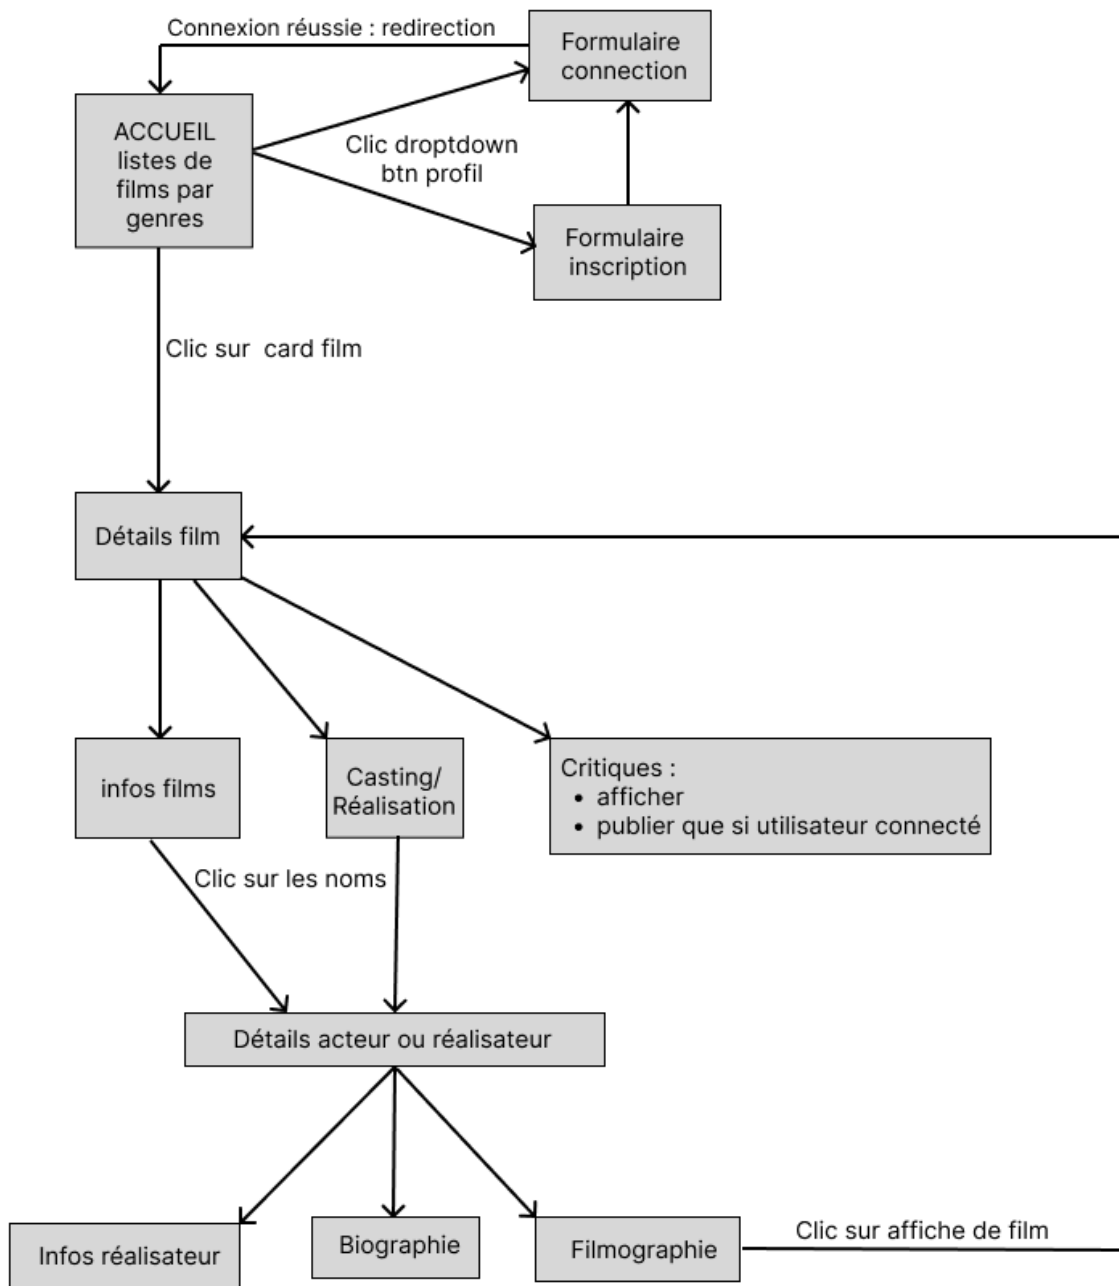 Connexion réussie : redirection
Formulaire
connection
ACCUEIL
listes de
films par
genres
Clic droptdown
btn profil
Formulaire
inscription
Clic sur card film
Détails film
infos films
Casting/
Réalisation
Critiques :
• afficher
• publier que si utilisateur connecté
Clic sur les noms
Détails acteur ou réalisateur
Infos réalisateur
Biographie
Filmographie
Clic sur affiche de film